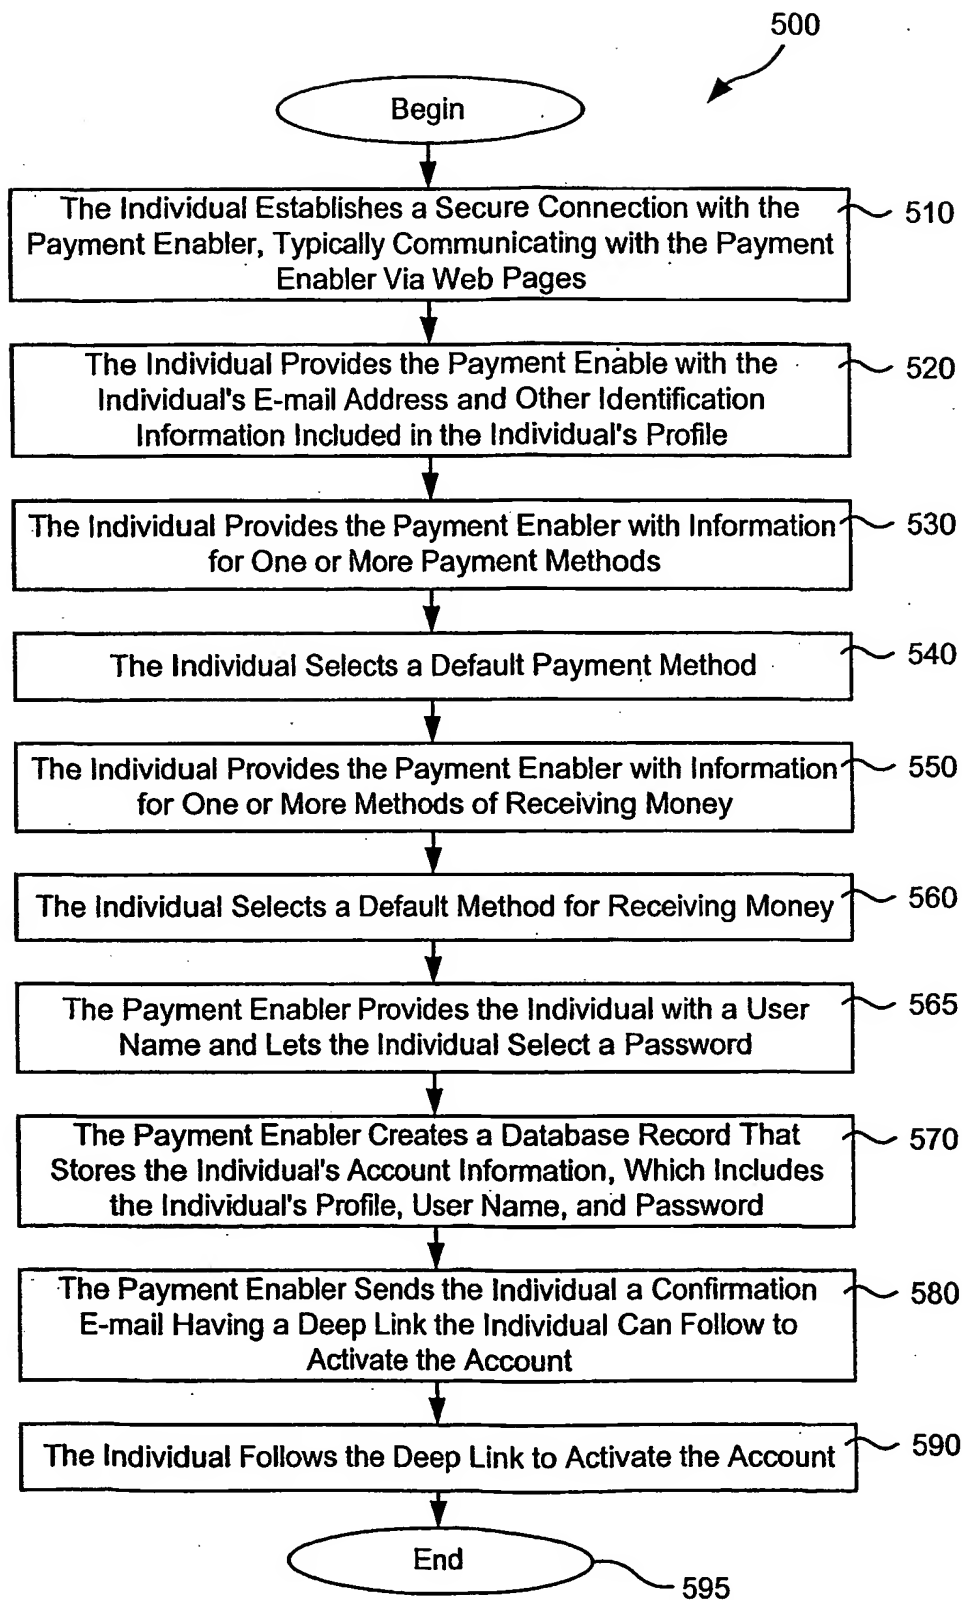 500
Begin
The Individual Establishes a Secure Connection with the
Payment Enabler, Typically Communicating with the Payment
Enabler Via Web Pages
510
The Individual Provides the Payment Enable with the
Individual's E-mail Address and Other Identification
Information Included in the Individual's Profile
520
The Individual Provides the Payment Enabler with Information
for One or More Payment Methods
530
The Individual Selects a Default Payment Method
540
The Individual Provides the Payment Enabler with Information
for One or More Methods of Receiving Money
550
The Individual Selects a Default Method for Receiving Money
560
The Payment Enabler Provides the Individual with a User
Name and Lets the Individual Select a Password
565
The Payment Enabler Creates a Database Record That
Stores the Individual's Account Information, Which Includes
the Individual's Profile, User Name, and Password
570
The Payment Enabler Sends the Individual a Confirmation
E-mail Having a Deep Link the Individual Can Follow to
Activate the Account
580
The Individual Follows the Deep Link to Activate the Account
590
End
595